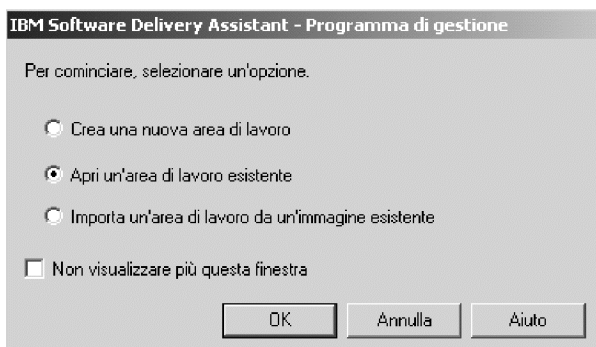 IBM Software Delivery Assistant - Programma di gestione
Per cominciare, selezionare un'opzione.
Crea una nuova area di lavoro
Apri un'area di lavoro esistente
Importa un'area di lavoro da un'immagine esistente
Non visualizzare più questa finestra
OK Annulla Aiuto